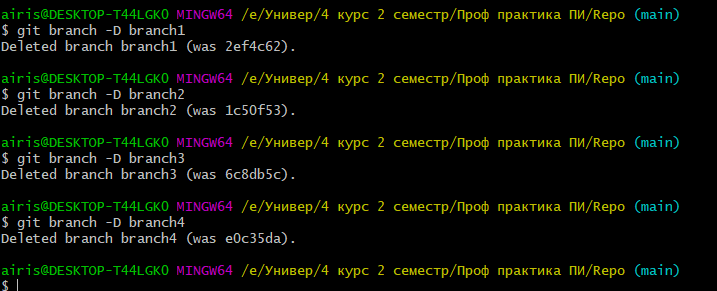 airis@DESKTOP-T44LGKO MINGW64 /e/Универ/4 курс 2 семестр/Проф практика ПИ/Repo (main)
$ git branch -D branch1
Deleted branch branch1 (was 2ef4c62).
airis@DESKTOP-T44LGKO MINGW64 /e/Универ/4 курс 2 семестр/Проф практика ПИ/Repo (main)
$ git branch -D branch2
Deleted branch branch2 (was 1c50f53).
airis@DESKTOP-T44LGKO MINGW64 /e/Универ/4 курс 2 семестр/Проф практика ПИ/Repo (main)
$ git branch -D branch3
Deleted branch branch3 (was 6c8db5c).
airis@DESKTOP-T44LGKO MINGW64 /e/Универ/4 курс 2 семестр/Проф практика ПИ/Repo (main)
$ git branch -D branch4
Deleted branch branch4 (was e0c35da).
airis@DESKTOP-T44LGKO MINGW64 /e/Универ/4 курс 2 семестр/Проф практика ПИ/Repo (main)
$